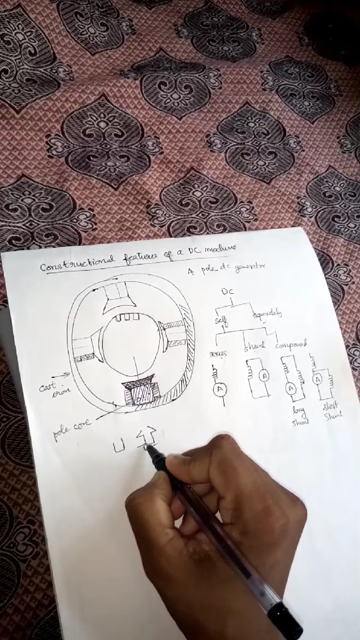 Constructional features of a DC machine
4 pole dc generator
DC
self
seperately
series
shunt
compound
A
A
A
A
cast iron
long shunt
short shunt
pole core